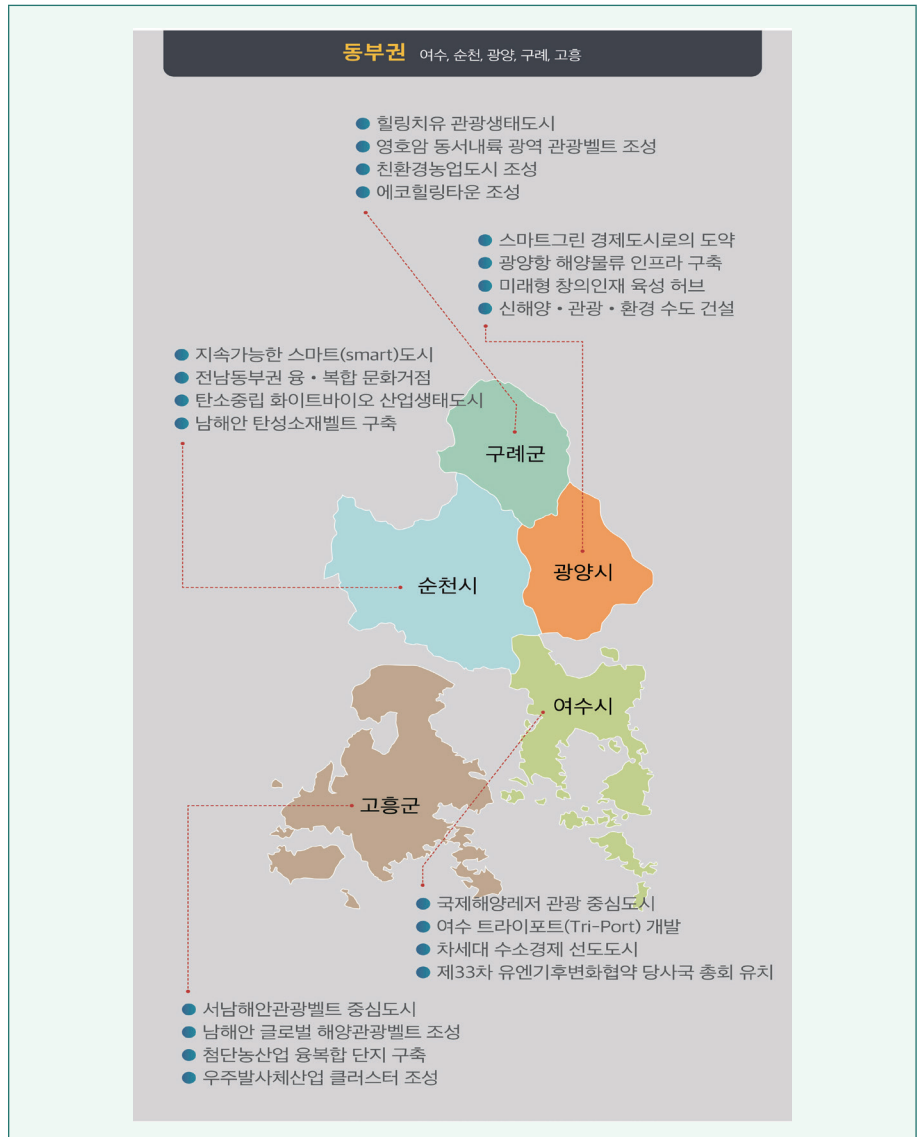 동부권 여수, 순천, 광양, 구례, 고흥
● 힐링치유 관광생태도시
● 영호암 동서내륙 광역 관광벨트 조성
● 친환경농업도시 조성
● 에코힐링타운 조성
● 스마트그린 경제도시로의 도약
● 광양항 해양물류 인프라 구축
● 미래형 창의인재 육성 허브
● 신해양・관광・환경 수도 건설
● 지속가능한 스마트(smart)도시
● 전남동부권 융・복합 문화거점
● 탄소중립 화이트바이오 산업생태도시
● 남해안 탄성소재벨트 구축
구례군
광양시
순천시
여수시
고흥군
● 국제해양레저 관광 중심도시
● 여수 트라이포트(Tri-Port) 개발
● 차세대 수소경제 선도도시
● 제33차 유엔기후변화협약 당사국 총회 유치
● 서남해안관광벨트 중심도시
● 남해안 글로벌 해양관광벨트 조성
● 첨단농산업 융복합 단지 구축
● 우주발사체산업 클러스터 조성